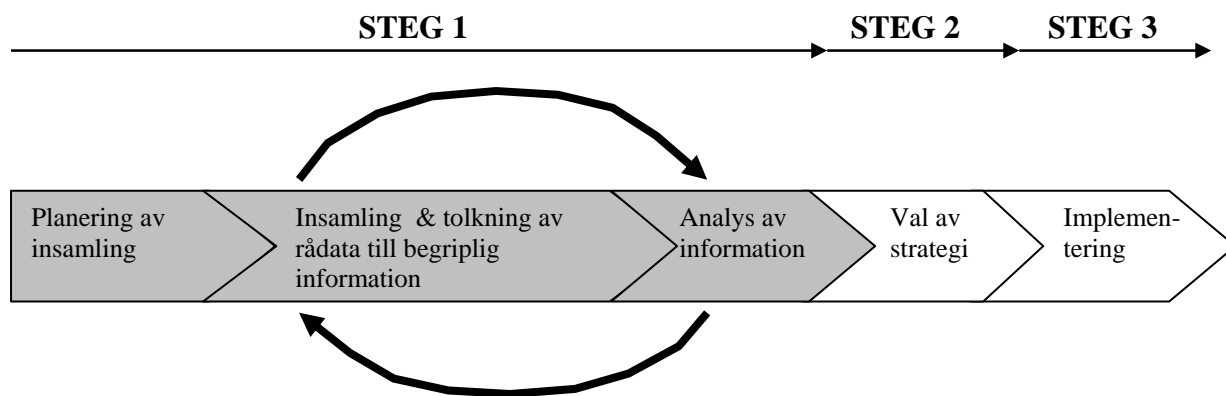 STEG 1
STEG 2
STEG 3
Planering av
insamling
Insamling & tolkning av
rådata till begriplig
information
Analys av
information
Val av
strategi
Implemen-
tering